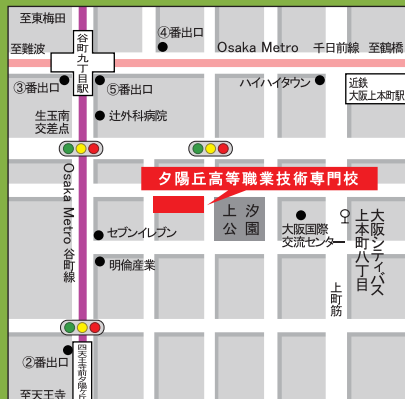 至東梅田
④番出口
至難波
谷町九丁目駅
Osaka Metro 千日前線 至鶴橋
③番出口
⑤番出口
ハイハイタウン
近鉄
大阪上本町駅
生玉南
交差点
辻外科病院
夕陽丘高等職業技術専門校
Osaka Metro 谷町線
上汐
公園
セブンイレブン
大阪国際
交流センター
大阪シティバス
上本町八丁目
明倫産業
上町筋
②番出口
四天王寺前夕陽ヶ丘
至天王寺